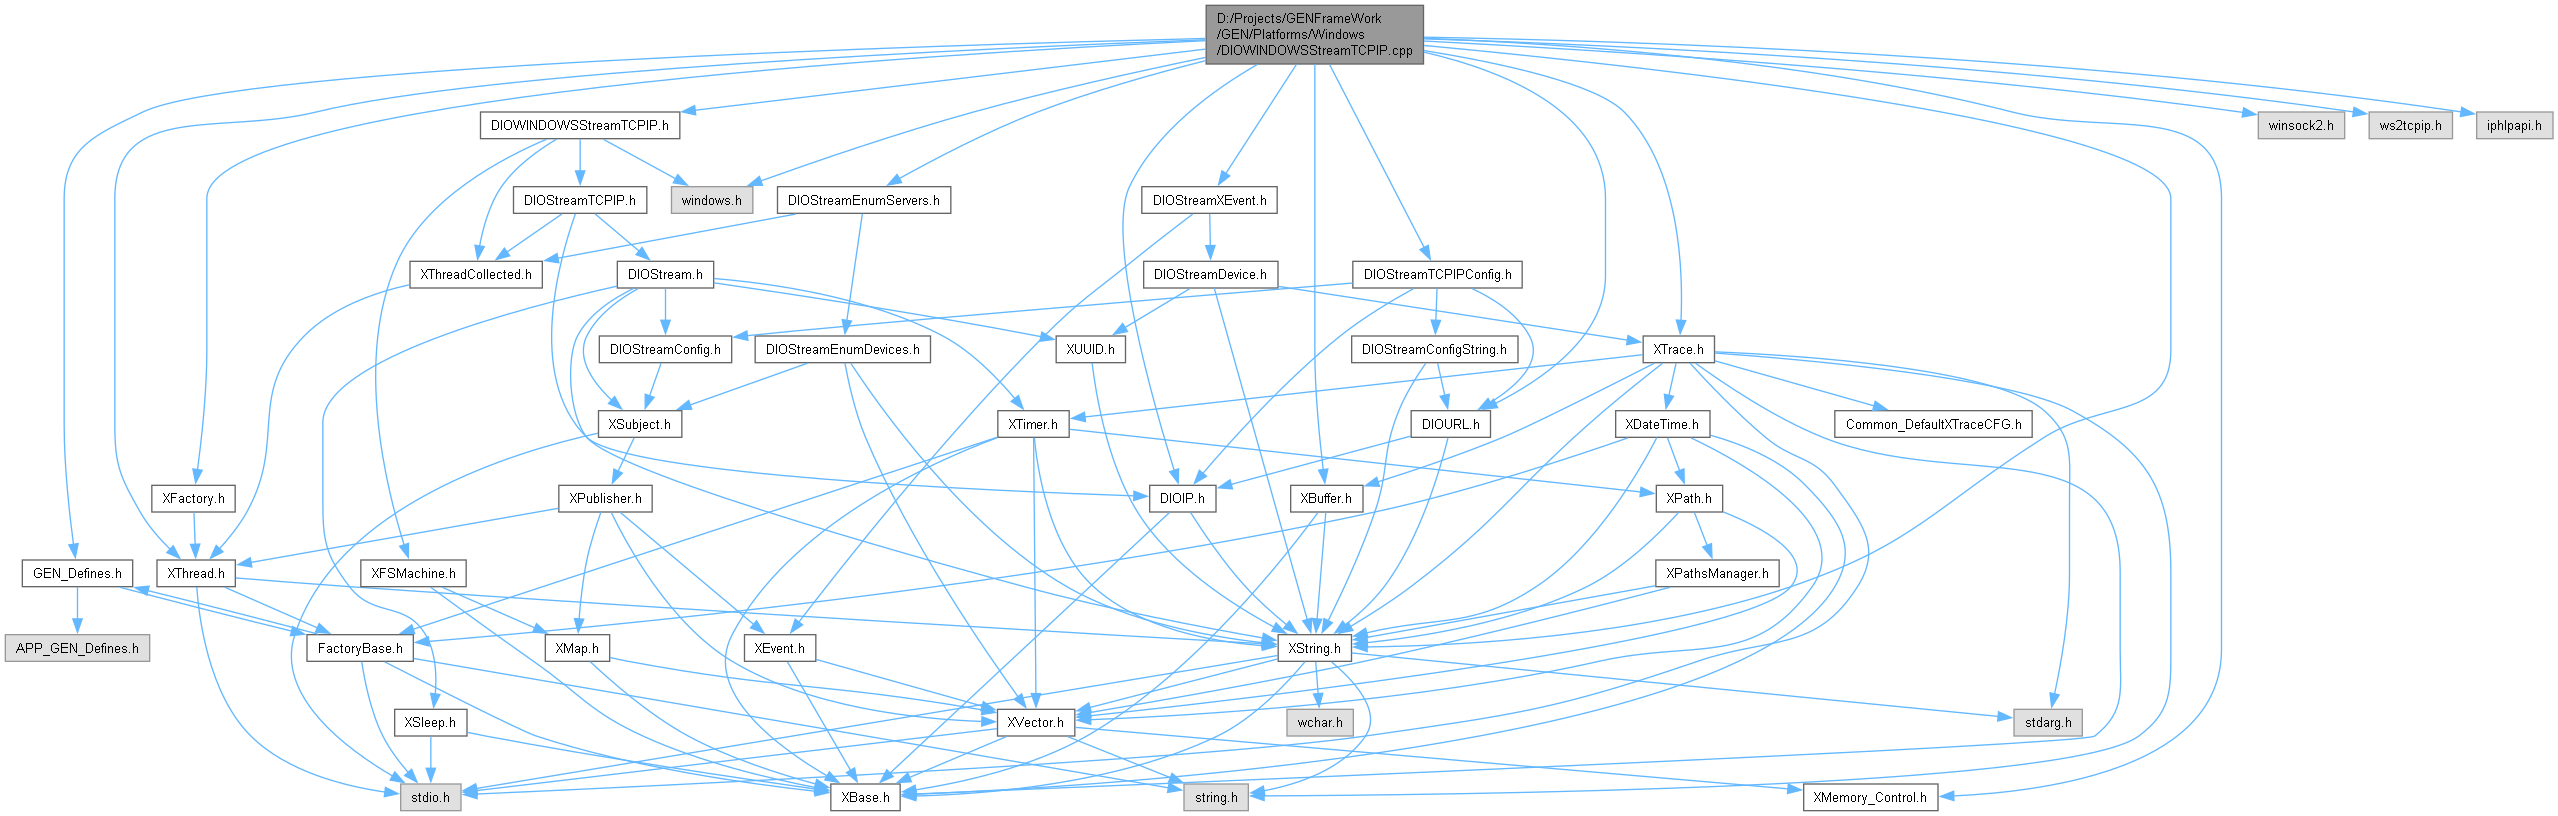 D:/Projects/GENFrameWork
/GEN/Platforms/Windows
/DIOWINDOWSStreamTCPIP.cpp
DIOWINDOWSStreamTCPIP.h
winsock2.h
ws2tcpip.h
iphlpapi.h
DIOStreamTCPIP.h
windows.h
DIOStreamEnumServers.h
DIOStreamXEvent.h
XThreadCollected.h
DIOStream.h
DIOStreamDevice.h
DIOStreamTCPIPConfig.h
DIOStreamConfig.h
DIOStreamEnumDevices.h
XUUID.h
DIOStreamConfigString.h
XTrace.h
XSubject.h
XTimer.h
DIOURL.h
XDateTime.h
Common_DefaultXTraceCFG.h
XFactory.h
XPublisher.h
DIOIP.h
XBuffer.h
XPath.h
GEN_Defines.h
XThread.h
XFSMachine.h
XPathsManager.h
APP_GEN_Defines.h
FactoryBase.h
XMap.h
XEvent.h
XString.h
XSleep.h
XVector.h
wchar.h
stdarg.h
stdio.h
XBase.h
string.h
XMemory_Control.h